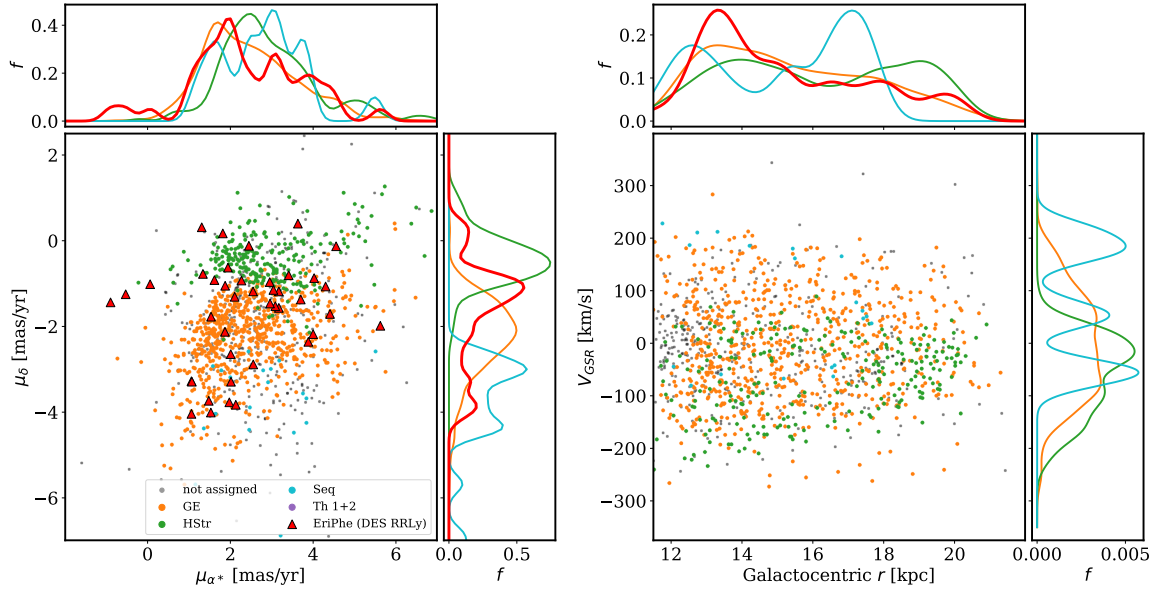 0.4
0.2
0.0
f
0.2
0.1
0.0
f
2
0
−2
−4
−6
μδ [mas/yr]
not assigned
GE
HStr
Seq
Th 1+2
EriPhe (DES RRLy)
0 2 4 6
μα* [mas/yr]
0.0 0.5
f
300
200
100
0
−100
−200
−300
VGSR [km/s]
12 14 16 18 20
Galactocentric r [kpc]
0.000 0.005
f